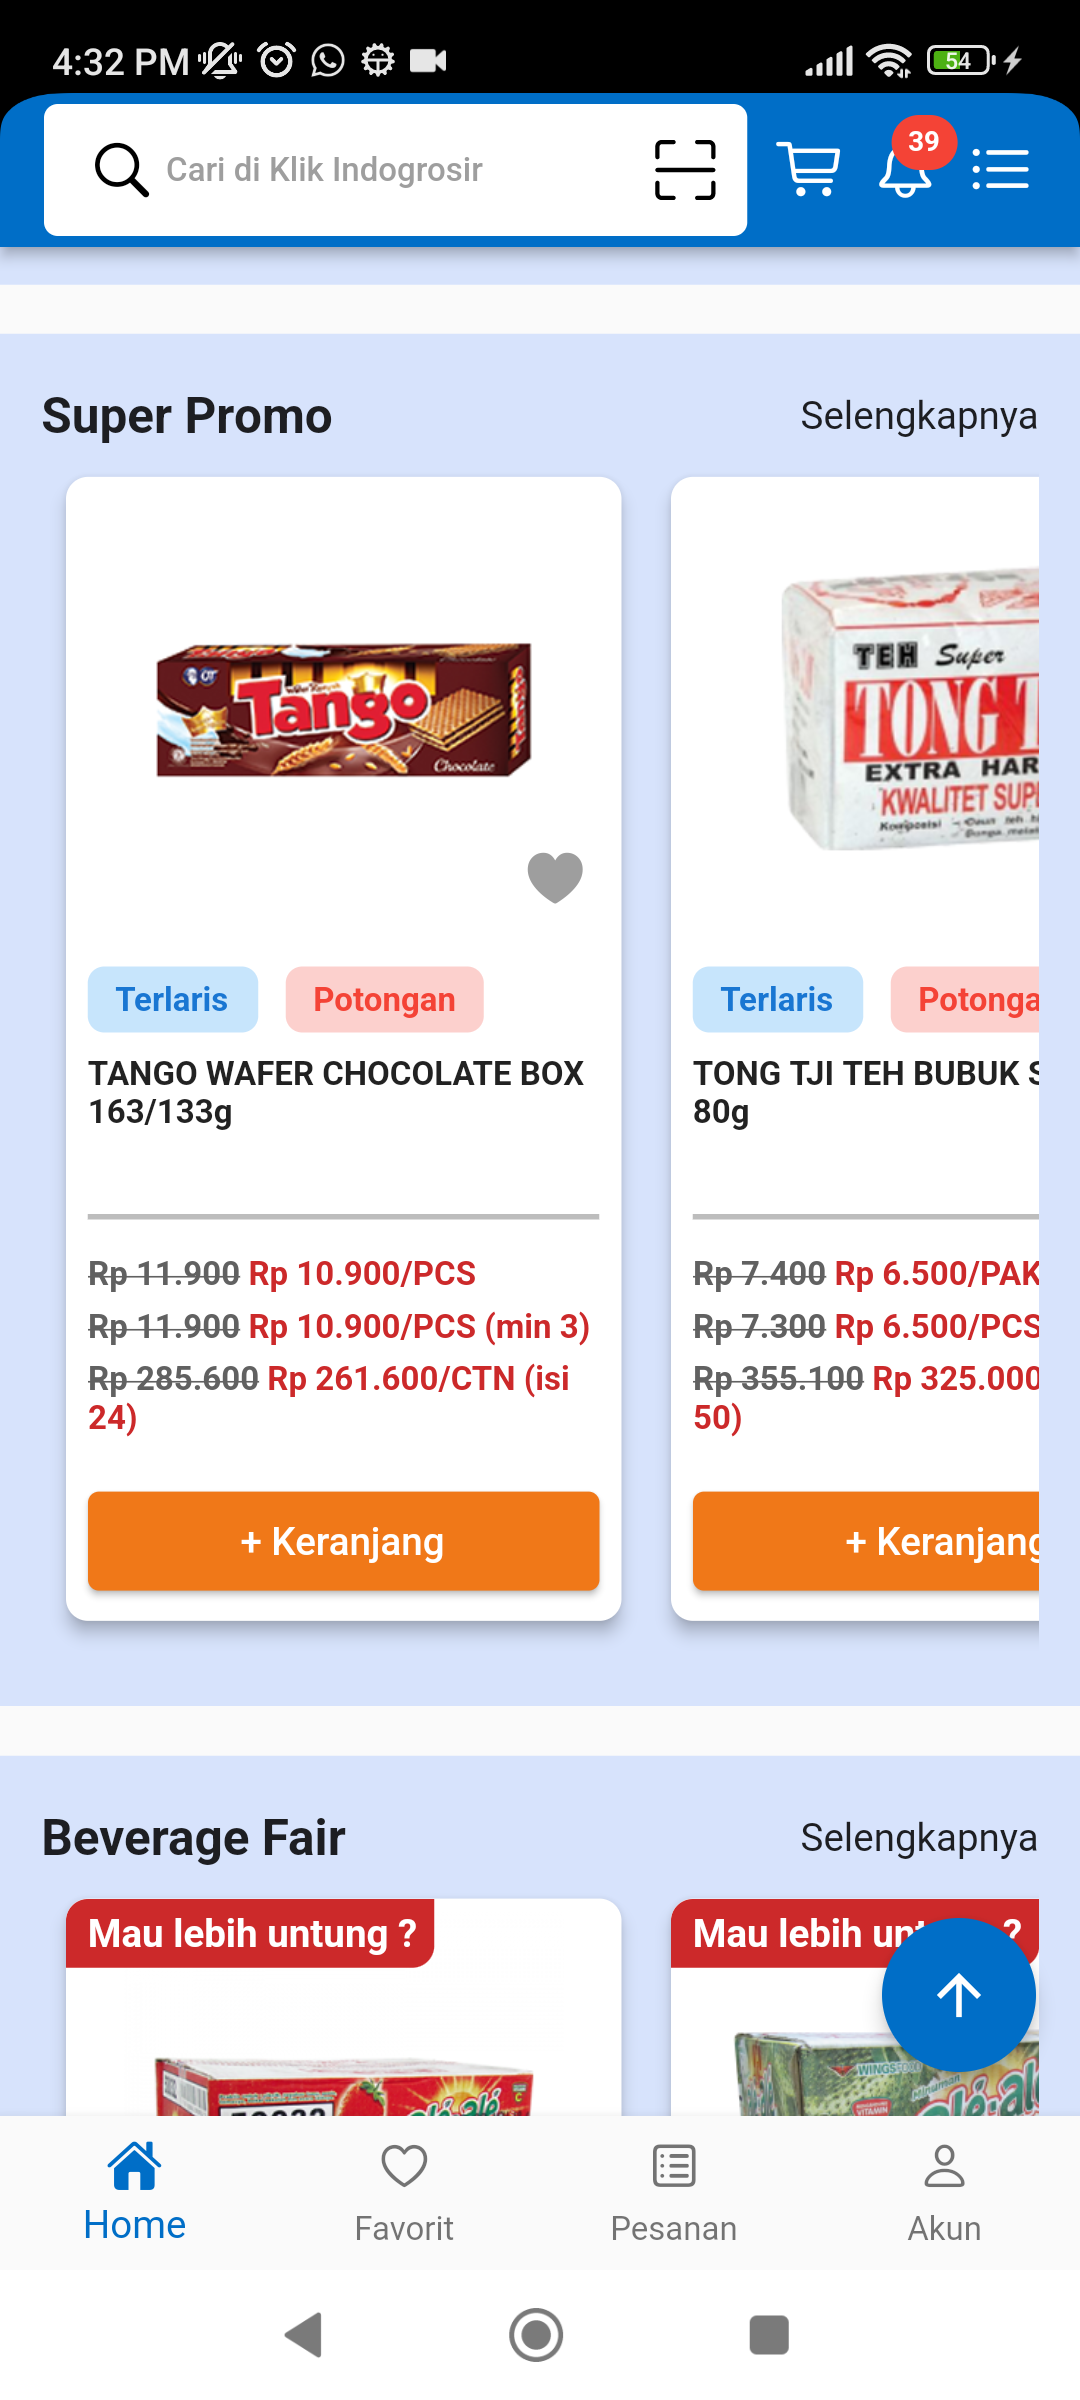 4:32 PM
54
Cari di Klik Indogrosir
39
Super Promo
Selengkapnya
OT
Tango
Chocolate
TEH Super
TONG T
EXTRA HAR
KWALITET SUP
Terlaris
Potongan
TANGO WAFER CHOCOLATE BOX
163/133g
Rp 11.900 Rp 10.900/PCS
Rp 11.900 Rp 10.900/PCS (min 3)
Rp 285.600 Rp 261.600/CTN (isi
24)
+ Keranjang
Terlaris
Potonga
TONG TJI TEH BUBUK S
80g
Rp 7.400 Rp 6.500/PAK
Rp 7.300 Rp 6.500/PCS
Rp 355.100 Rp 325.000
50)
+ Keranjang
Beverage Fair
Selengkapnya
Mau lebih untung ?
Mau lebih unt ?
WINGSFOOD
Minuman
Home
Favorit
Pesanan
Akun